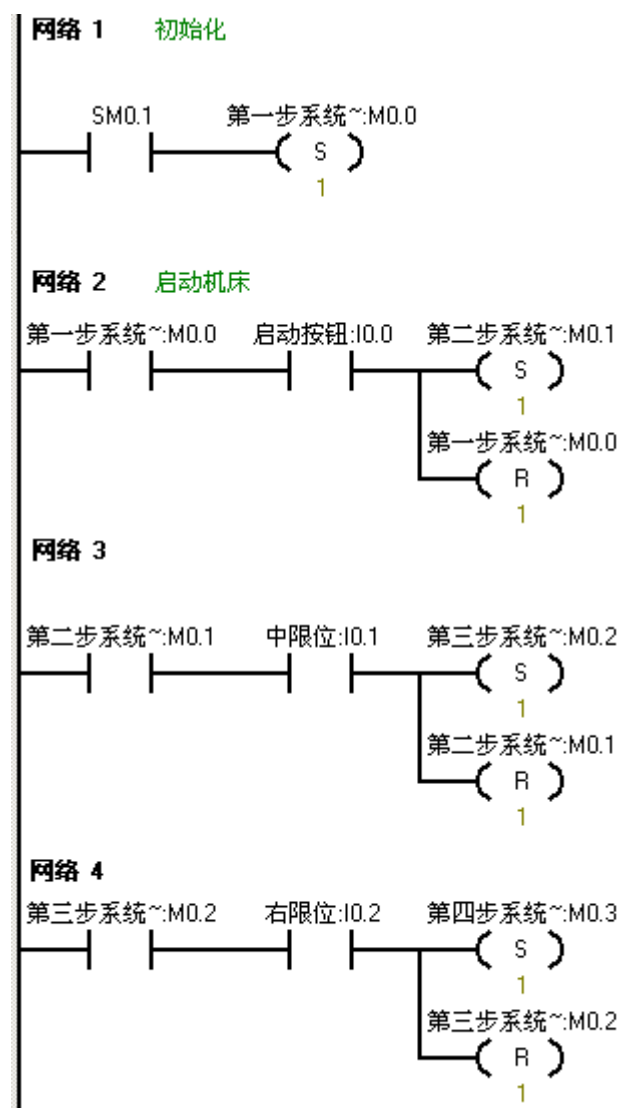 网络 1 初始化
SM0.1 第一步系统~:M0.0
S
1
网络 2 启动机床
第一步系统~:M0.0 启动按钮:I0.0 第二步系统~:M0.1
S
1
第一步系统~:M0.0
R
1
网络 3
第二步系统~:M0.1 中限位:I0.1 第三步系统~:M0.2
S
1
第二步系统~:M0.1
R
1
网络 4
第三步系统~:M0.2 右限位:I0.2 第四步系统~:M0.3
S
1
第三步系统~:M0.2
R
1